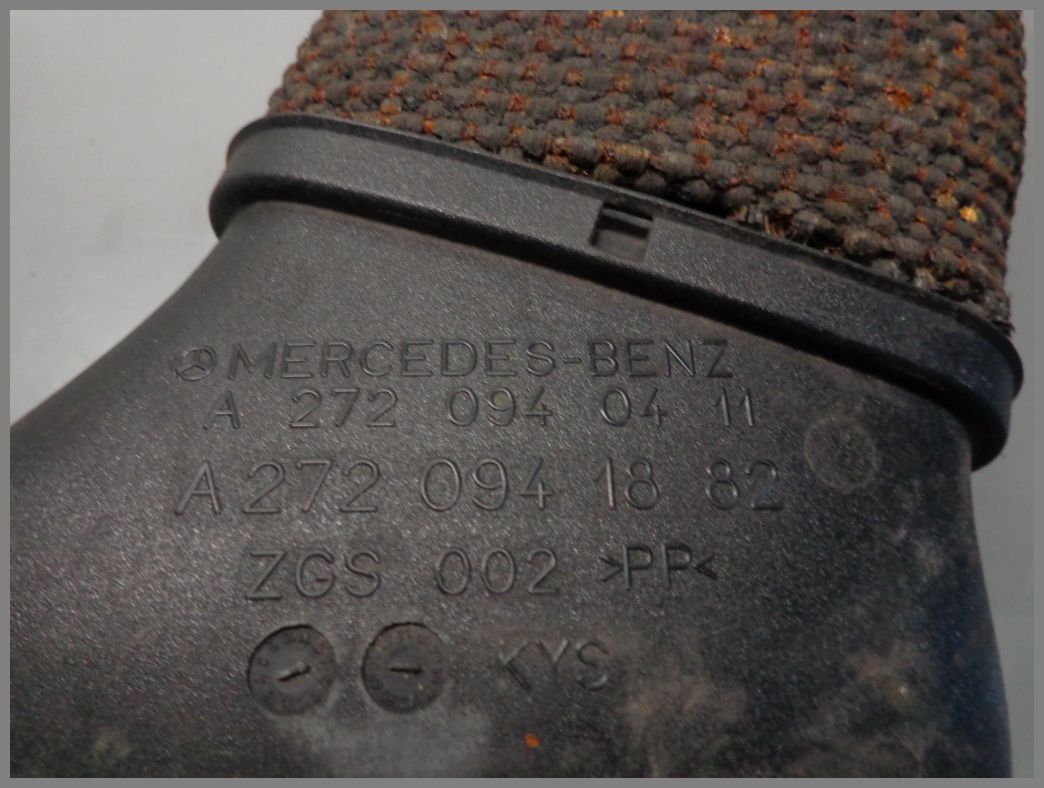 MERCEDES-BENZ
A 272 094 04 11
A 272 094 18 82
ZGS 002 >PP<
KYS